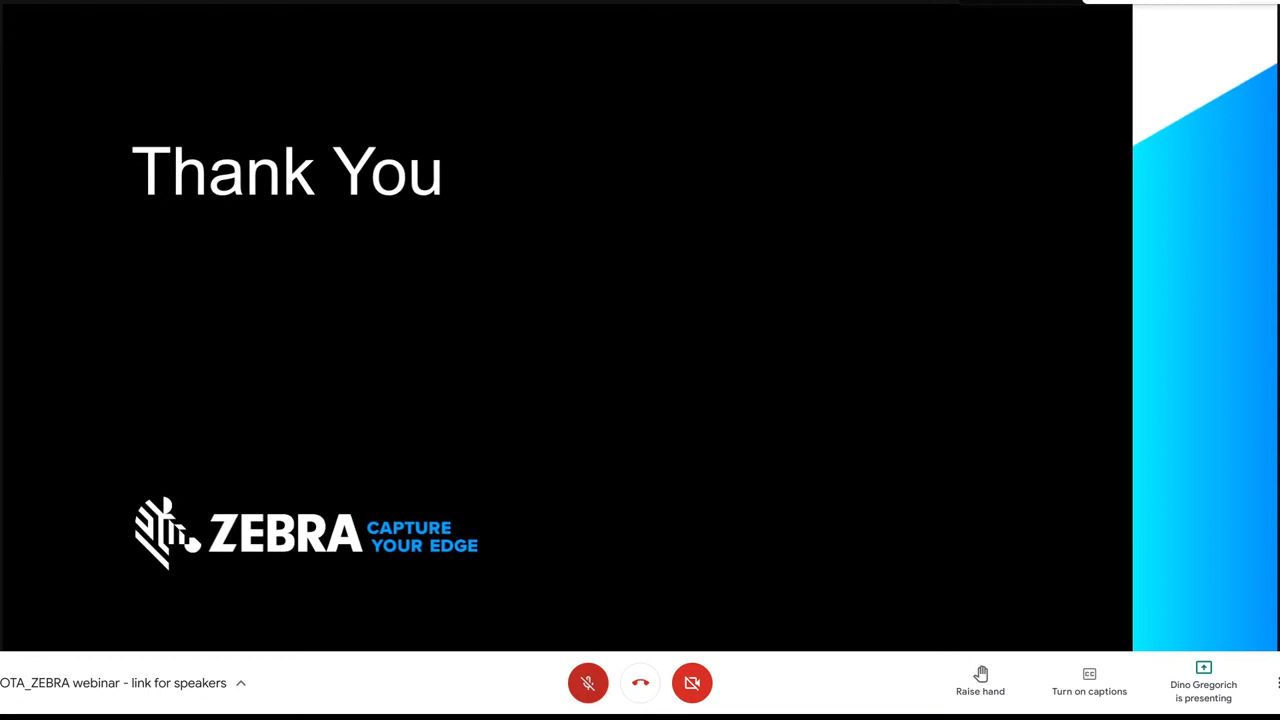 Thank You
ZEBRA
CAPTURE
YOUR EDGE
OTA_ZEBRA webinar - link for speakers
Raise hand
CC
Turn on captions
Dino Gregorich
is presenting